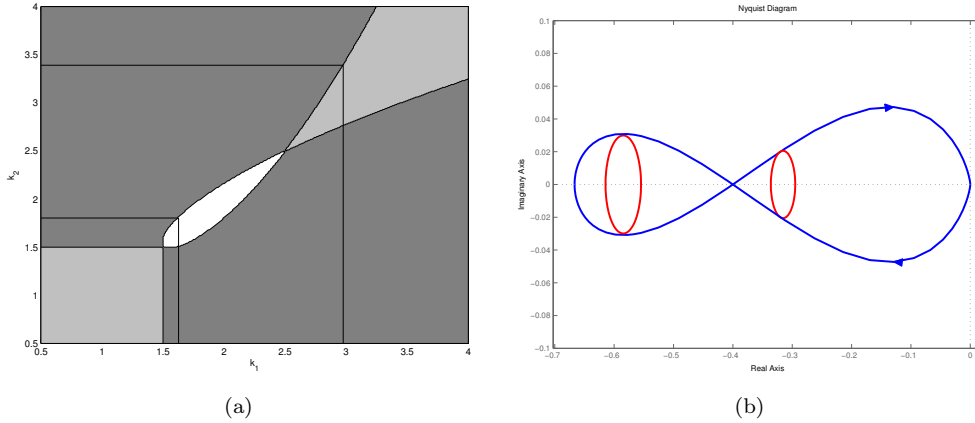 4
3.5
3
2.5
2
1.5
1
0.5
k2
0.5 1 1.5 2 2.5 3 3.5 4
k1
(a)
Nyquist Diagram
0.1
0.08
0.06
0.04
0.02
0
−0.02
−0.04
−0.06
−0.08
−0.1
Imaginary Axis
−0.7 −0.6 −0.5 −0.4 −0.3 −0.2 −0.1 0
Real Axis
(b)